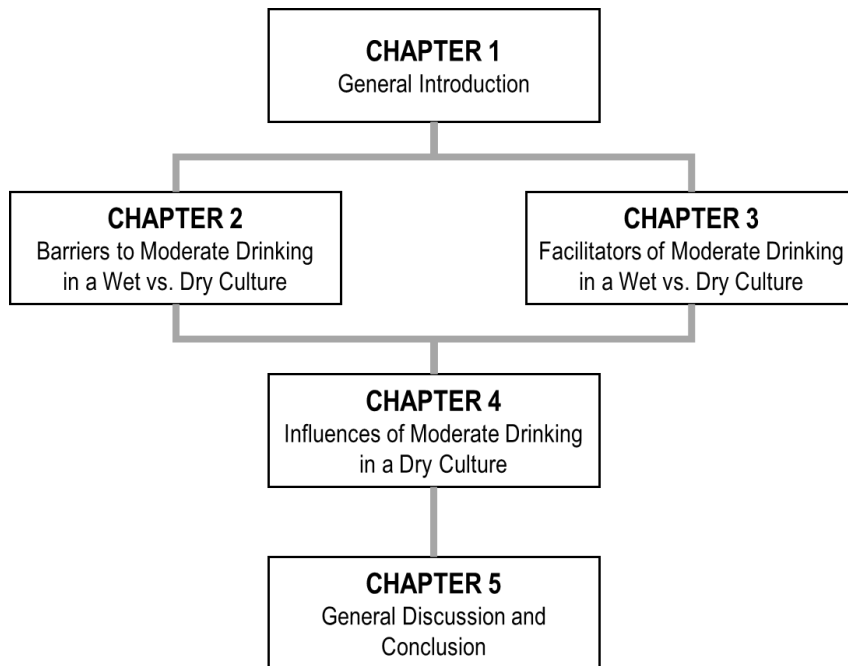 CHAPTER 1
General Introduction
CHAPTER 2
Barriers to Moderate Drinking
in a Wet vs. Dry Culture
CHAPTER 3
Facilitators of Moderate Drinking
in a Wet vs. Dry Culture
CHAPTER 4
Influences of Moderate Drinking
in a Dry Culture
CHAPTER 5
General Discussion and
Conclusion